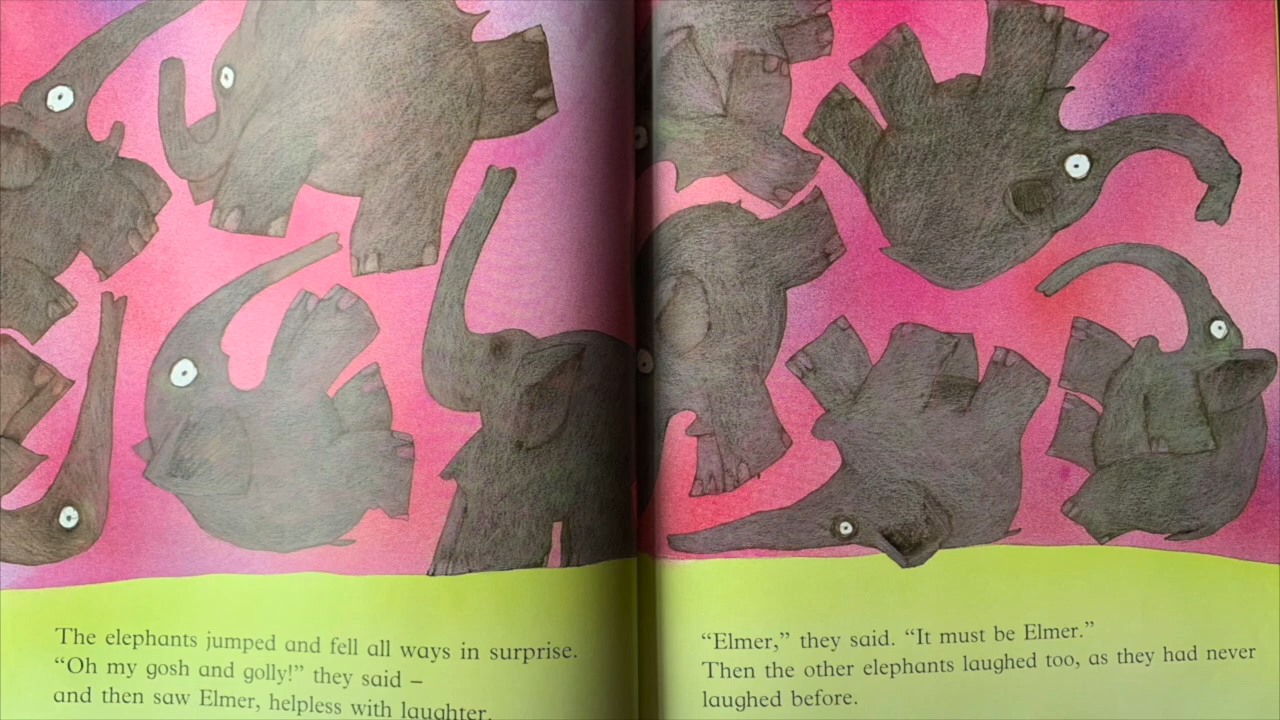 The elephants jumped and fell all ways in surprise.
“Oh my gosh and golly!” they said –
and then saw Elmer, helpless with laughter.
“Elmer,” they said. “It must be Elmer.”
Then the other elephants laughed too, as they had never
laughed before.